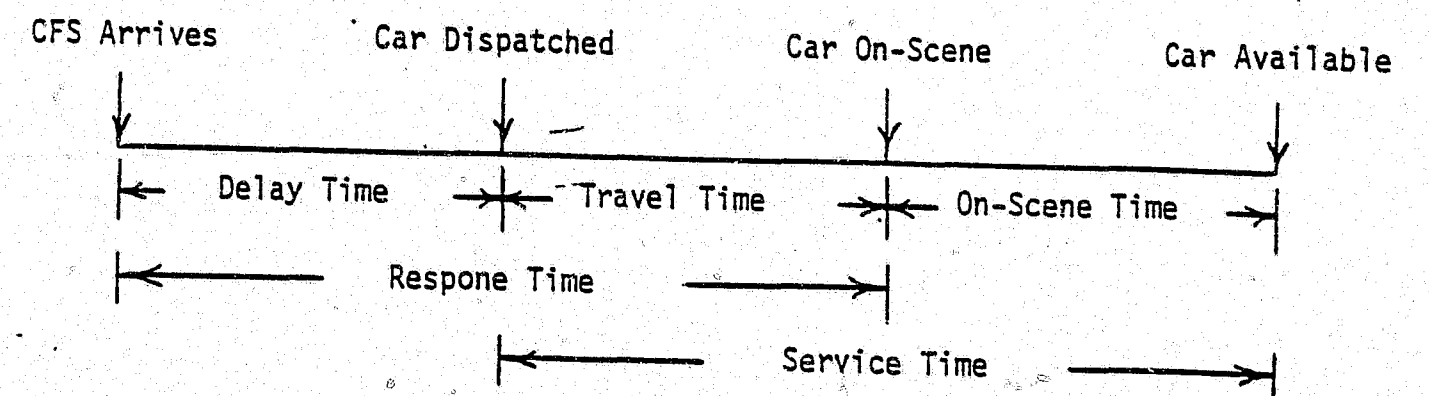 CFS Arrives Car Dispatched Car On-Scene Car Available
Delay Time Travel Time On-Scene Time
Respone Time
Service Time